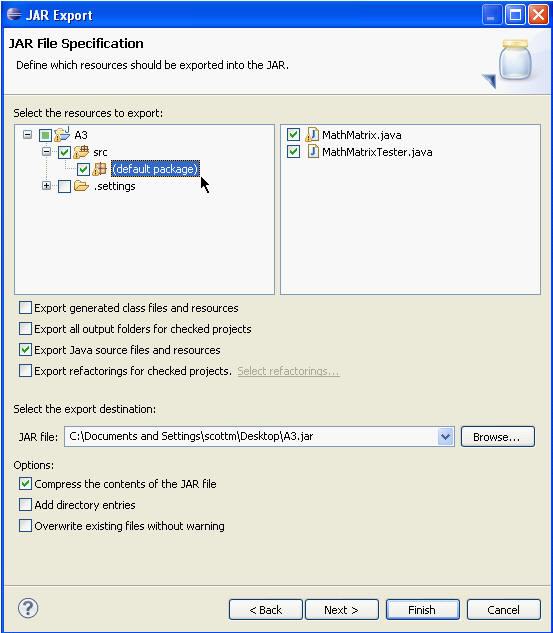 JAR Export
JAR File Specification
Define which resources should be exported into the JAR.
Select the resources to export:
A3
src
(default package)
.settings
MathMatrix.java
MathMatrixTester.java
Export generated class files and resources
Export all output folders for checked projects
Export Java source files and resources
Export refactorings for checked projects. Select refactorings...
Select the export destination:
JAR file: C:\Documents and Settings\scottm\Desktop\A3.jar Browse...
Options:
Compress the contents of the JAR file
Add directory entries
Overwrite existing files without warning
? < Back Next > Finish Cancel